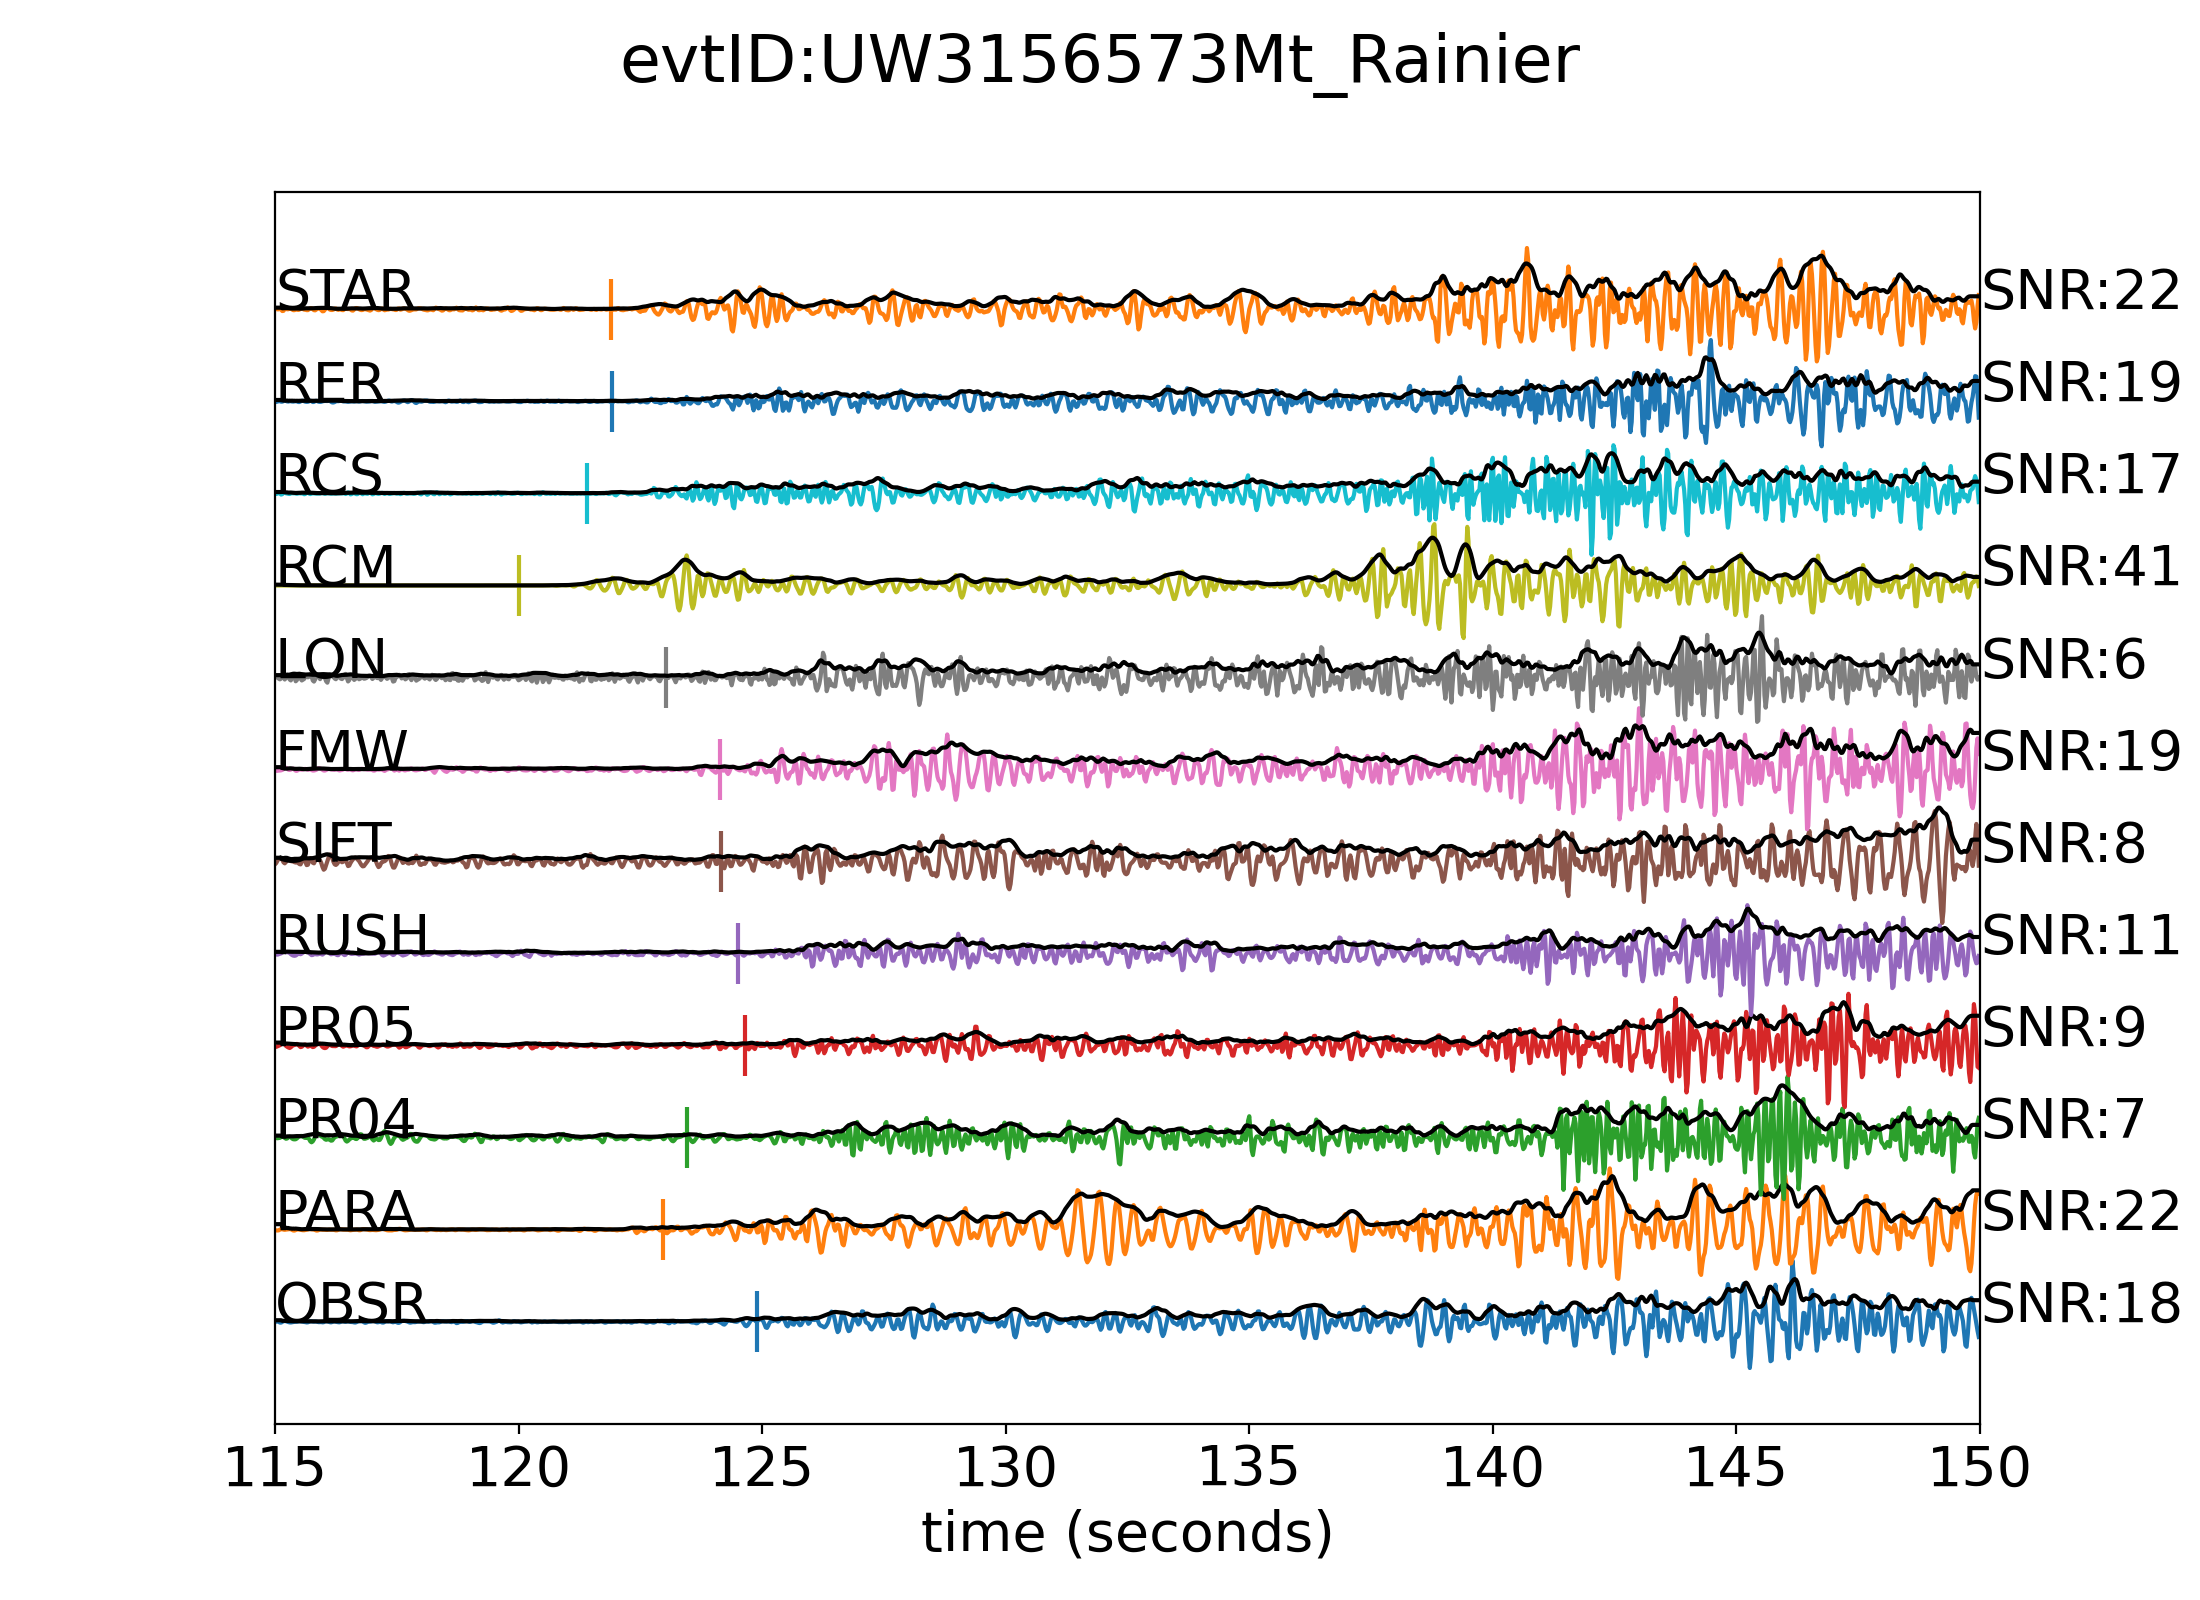 evtID:UW3156573Mt_Rainier
STAR SNR:22
RER SNR:19
RCS SNR:17
RCM SNR:41
LON SNR:6
FMW SNR:19
SIFT SNR:8
RUSH SNR:11
PR05 SNR:9
PR04 SNR:7
PARA SNR:22
OBSR SNR:18
115 120 125 130 135 140 145 150
time (seconds)